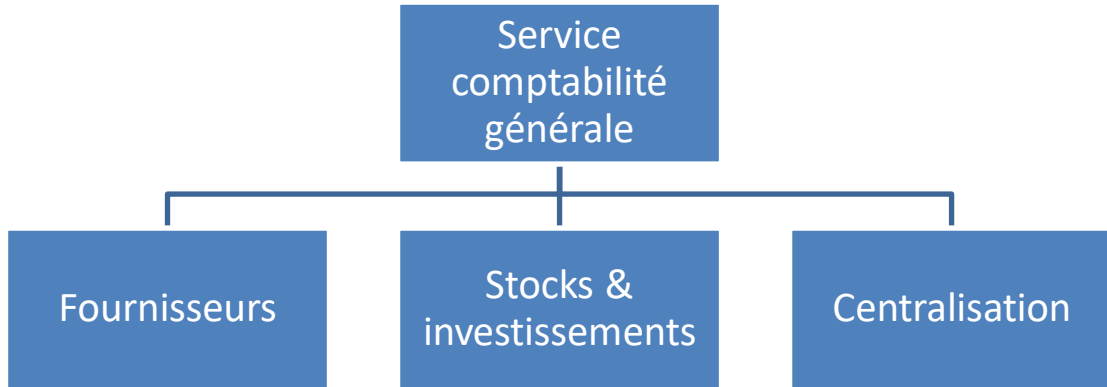 Service
comptabilité
générale
Fournisseurs
Stocks &
investissements
Centralisation